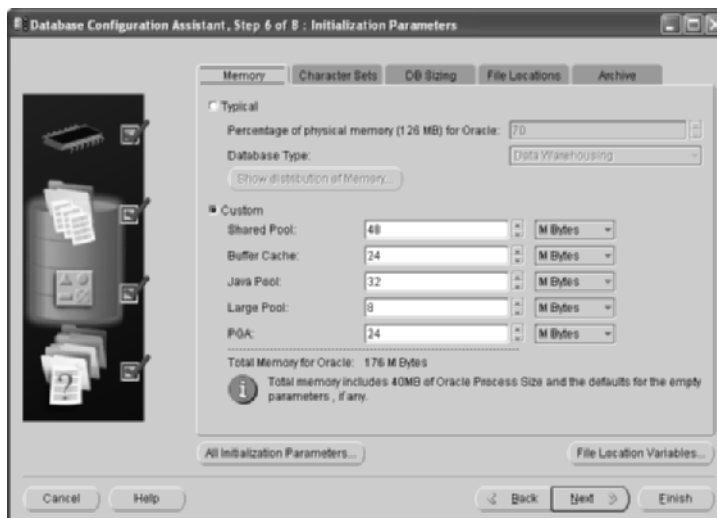 Database Configuration Assistant, Step 6 of 8 : Initialization Parameters
Memory
Character Sets
DB Sizing
File Locations
Archive
Typical
Percentage of physical memory (126 MB) for Oracle: 70
Database Type: Data Warehousing
Show distribution of Memory...
Custom
Shared Pool: 48 M Bytes
Buffer Cache: 24 M Bytes
Java Pool: 32 M Bytes
Large Pool: 8 M Bytes
PGA: 24 M Bytes
Total Memory for Oracle: 176 M Bytes
Total memory includes 40MB of Oracle Process Size and the defaults for the empty
parameters , if any.
All Initialization Parameters...
File Location Variables...
Cancel
Help
Back
Next
Finish